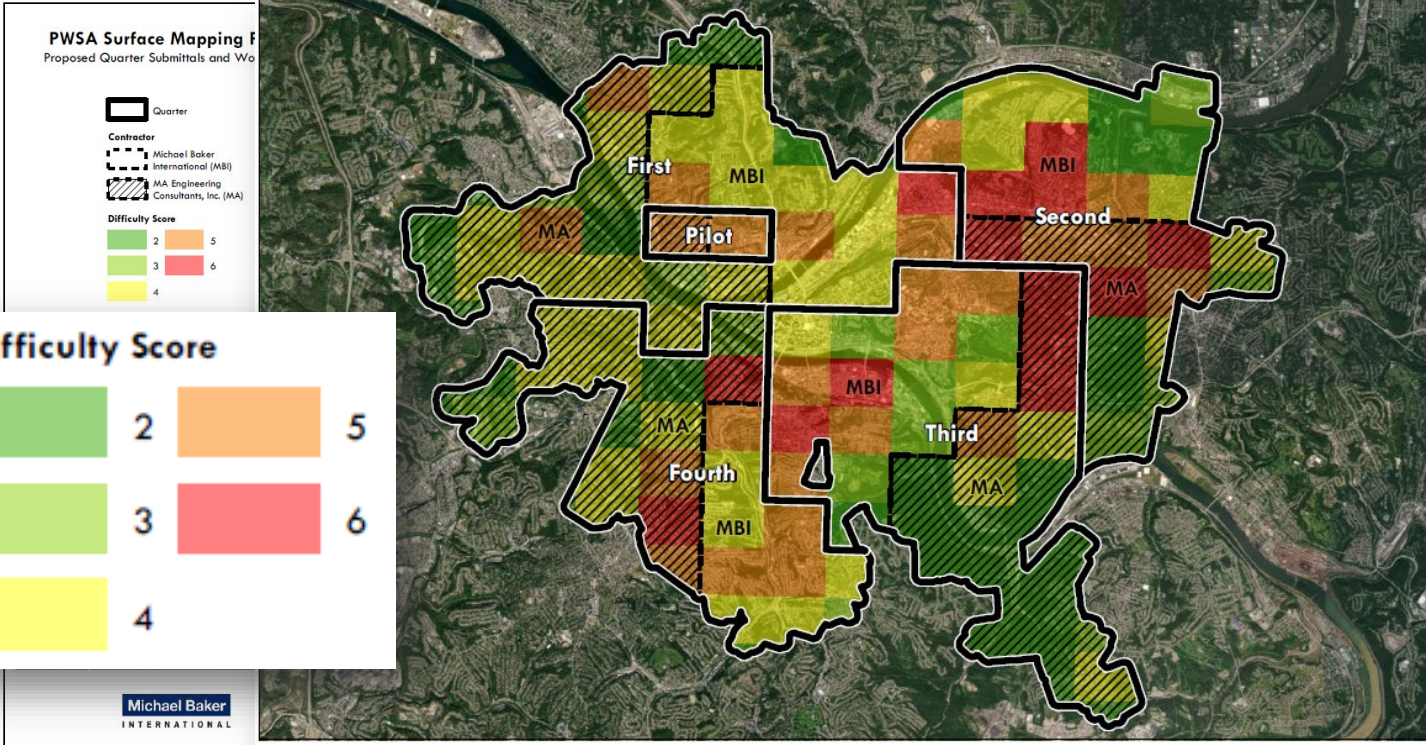 PWSA Surface Mapping
Proposed Quarter Submittals and Wo
Quarter
Contractor
Michael Baker
International (MBI)
MA Engineering
Consultants, Inc. (MA)
Difficulty Score
2 5
3 6
4
fficulty Score
2 5
3 6
4
Michael Baker
INTERNATIONAL
First
MBI
MA
Pilot
MBI
Second
MA
MBI
Third
MA
MA
Fourth
MBI